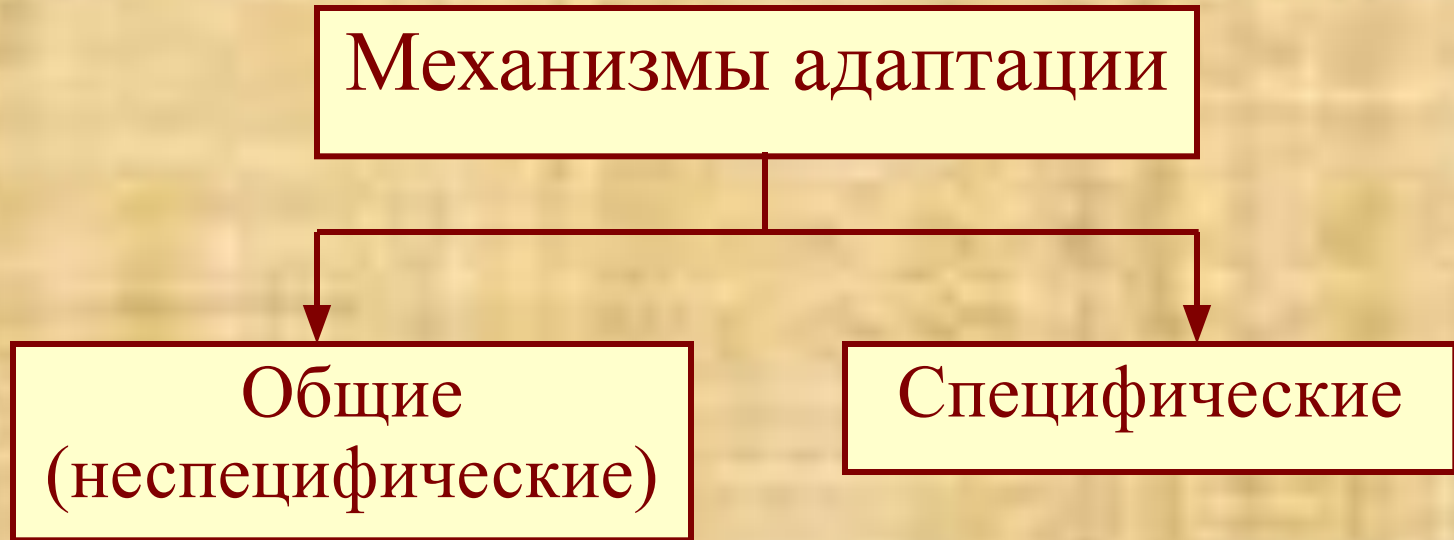 Механизмы адаптации
Общие
(неспецифические)
Специфические